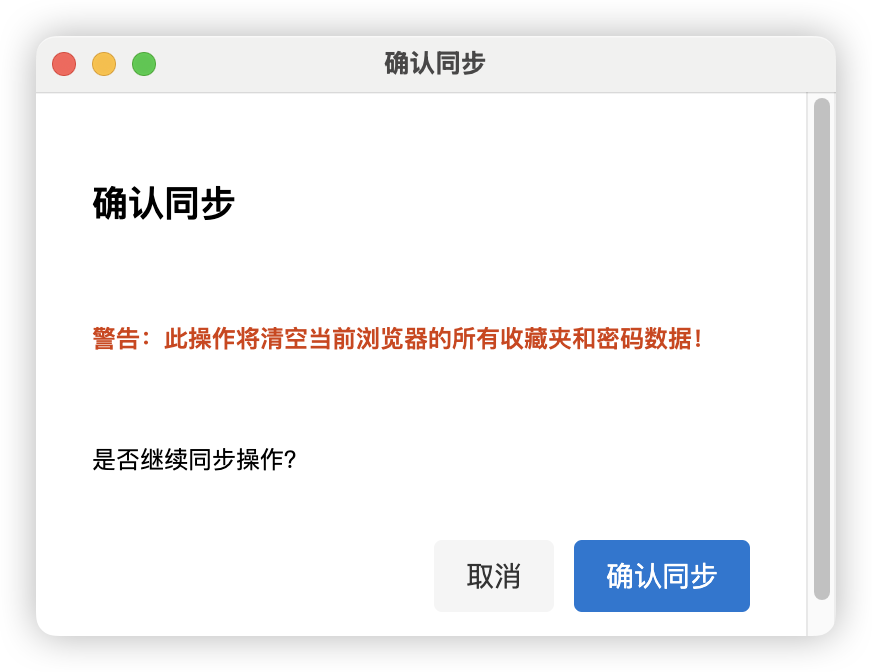 确认同步
确认同步
警告：此操作将清空当前浏览器的所有收藏夹和密码数据！
是否继续同步操作?
取消
确认同步